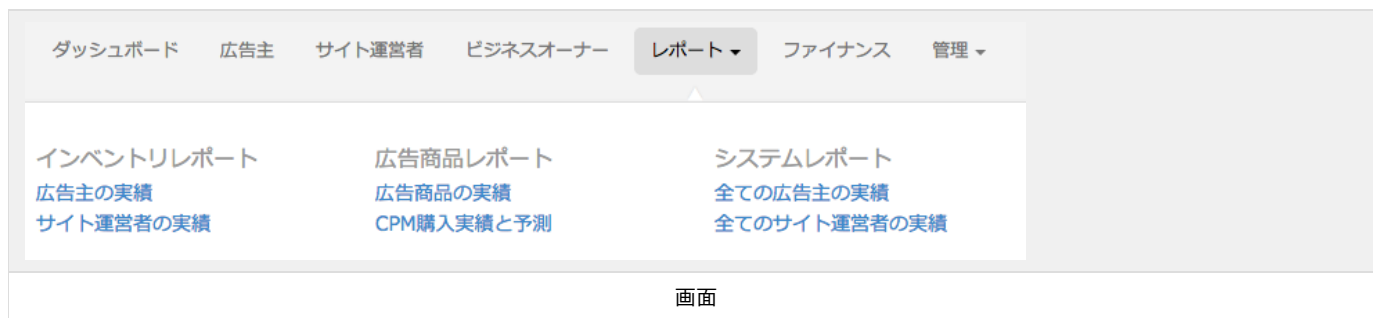 ダッシュボード 広告主 サイト運営者 ビジネスオーナー レポート ファイナンス 管理
インベントリレポート 広告商品レポート システムレポート
広告主の実績 広告商品の実績 全ての広告主の実績
サイト運営者の実績 CPM購入実績と予測 全てのサイト運営者の実績
画面